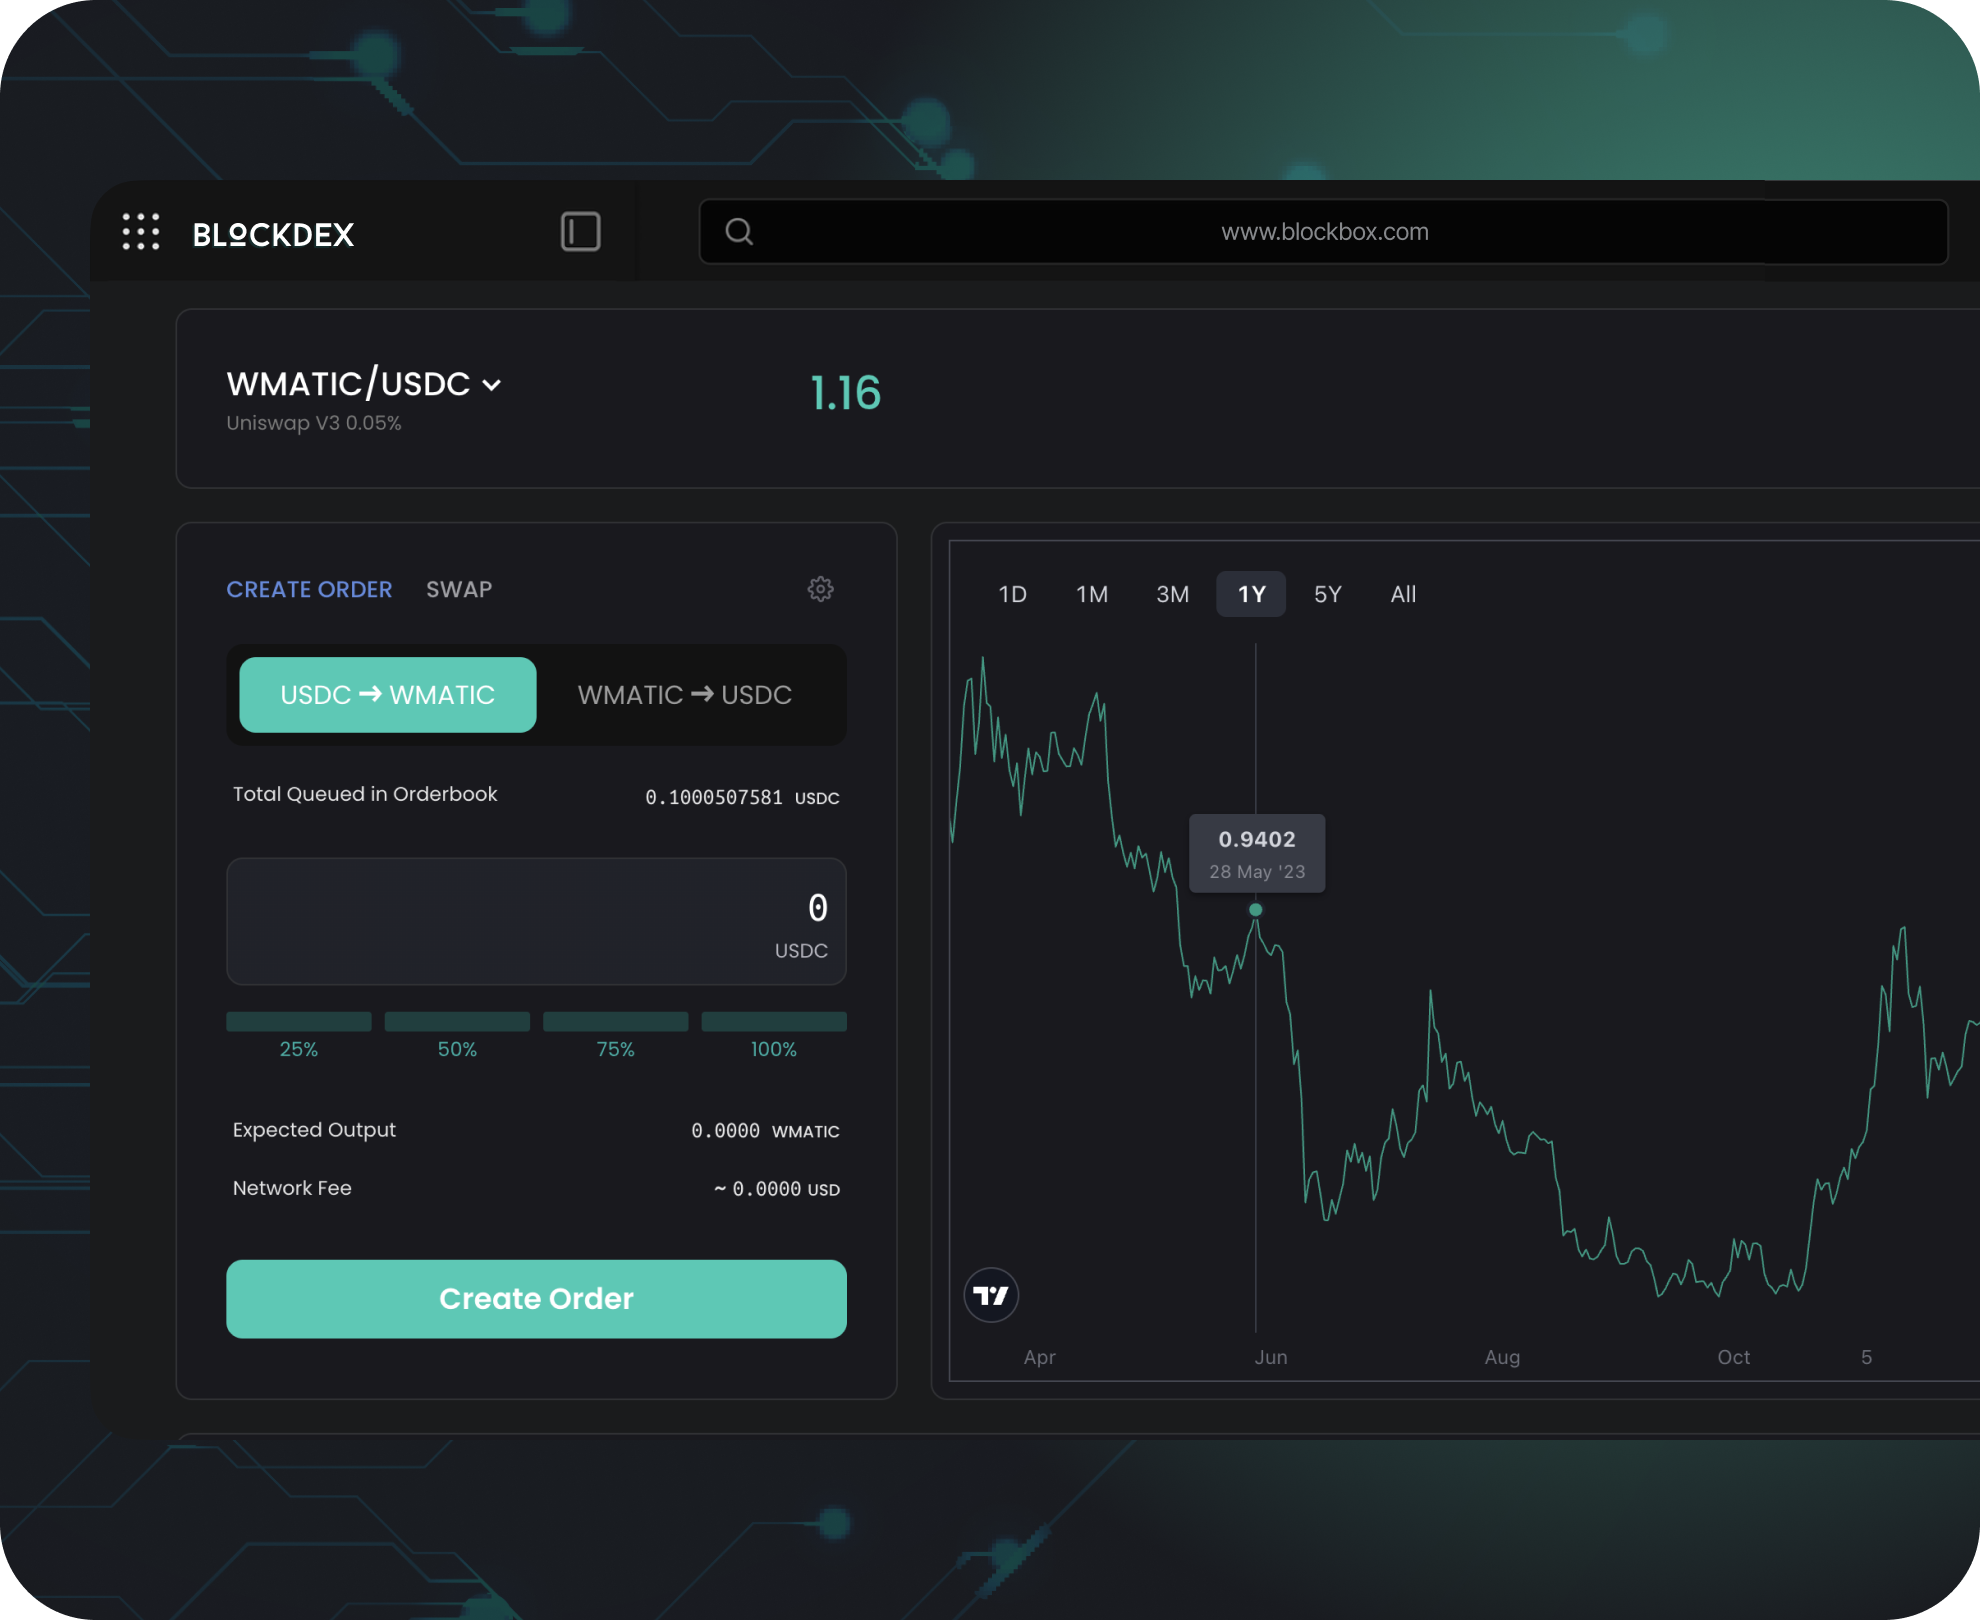 BLOCKDEX
www.blockbox.com
WMATIC/USDC
Uniswap V3 0.05%
1.16
CREATE ORDER SWAP
USDC → WMATIC WMATIC → USDC
Total Queued in Orderbook 0.1000507581 USDC
0
USDC
25% 50% 75% 100%
Expected Output 0.0000 WMATIC
Network Fee ~ 0.0000 USD
Create Order
1D 1M 3M 1Y 5Y All
0.9402
28 May '23
Apr Jun Aug Oct 5